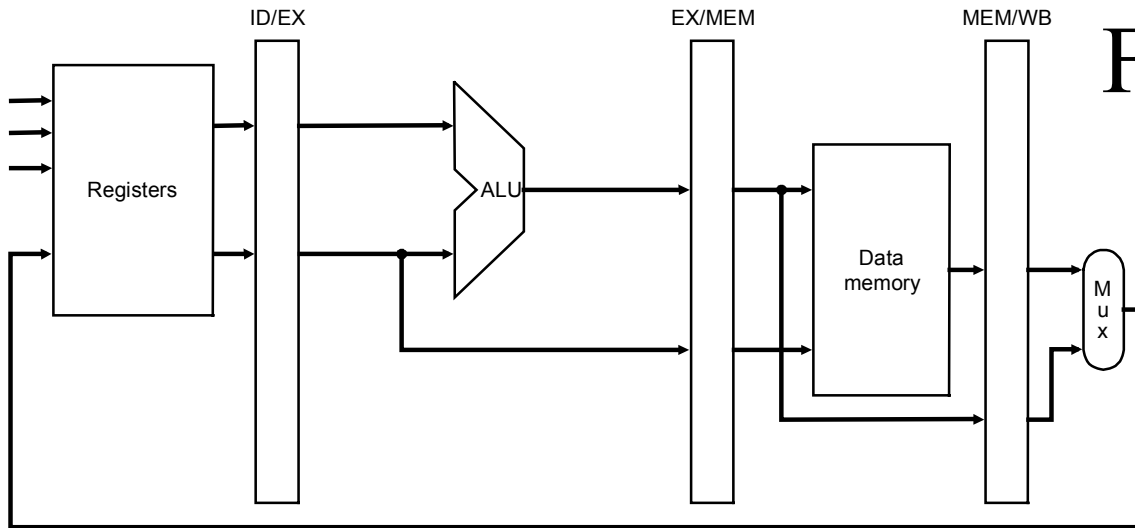 ID/EX
EX/MEM
MEM/WB
Registers
ALU
Data
memory
M
u
x